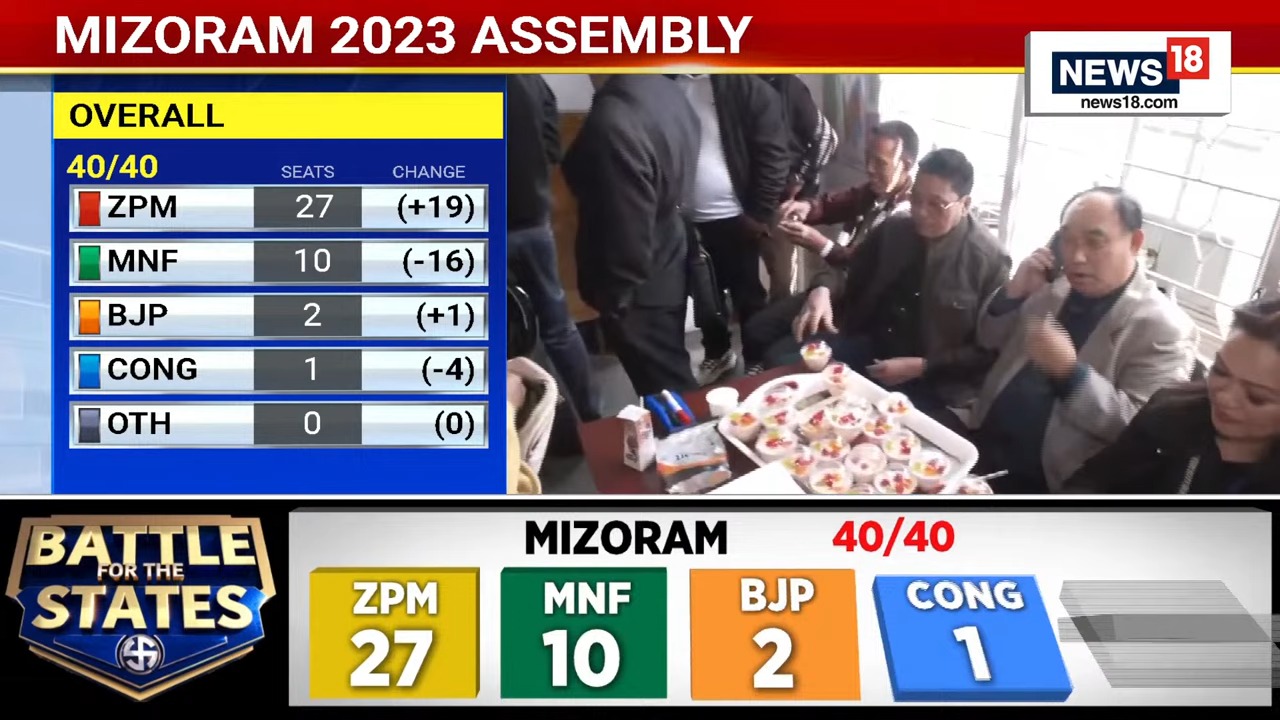 MIZORAM 2023 ASSEMBLY
NEWS 18
news18.com
OVERALL
40/40 SEATS CHANGE
ZPM 27 (+19)
MNF 10 (-16)
BJP 2 (+1)
CONG 1 (-4)
OTH 0 (0)
BATTLE
FOR THE
STATES
MIZORAM 40/40
ZPM MNF BJP CONG
27 10 2 1